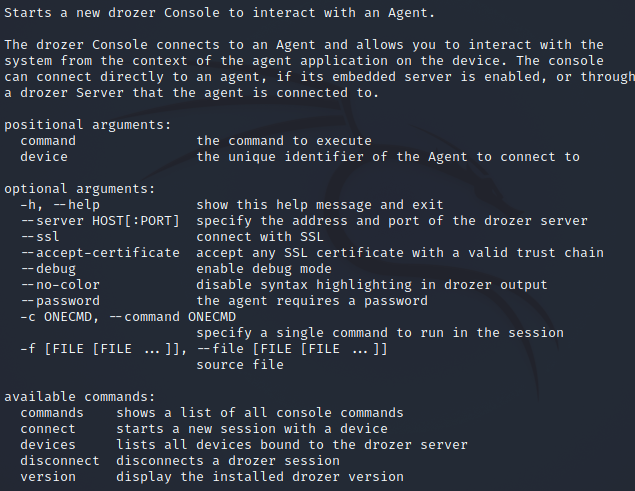 Starts a new drozer Console to interact with an Agent.
The drozer Console connects to an Agent and allows you to interact with the
system from the context of the agent application on the device. The console
can connect directly to an agent, if its embedded server is enabled, or through
a drozer Server that the agent is connected to.
positional arguments:
command the command to execute
device the unique identifier of the Agent to connect to
optional arguments:
-h, --help show this help message and exit
--server HOST[:PORT] specify the address and port of the drozer server
--ssl connect with SSL
--accept-certificate accept any SSL certificate with a valid trust chain
--debug enable debug mode
--no-color disable syntax highlighting in drozer output
--password the agent requires a password
-c ONECMD, --command ONECMD
specify a single command to run in the session
-f [FILE [FILE ...]], --file [FILE [FILE ...]]
source file
available commands:
commands shows a list of all console commands
connect starts a new session with a device
devices lists all devices bound to the drozer server
disconnect disconnects a drozer session
version display the installed drozer version